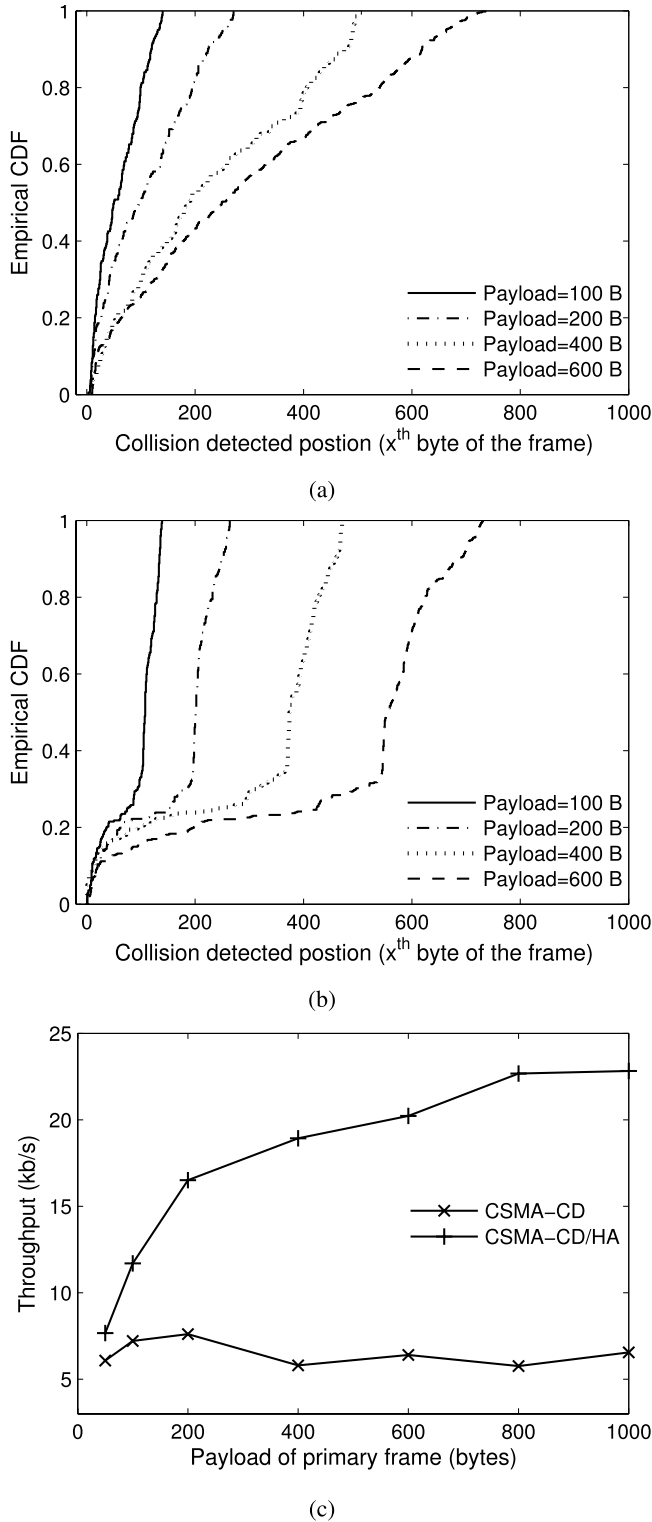 1
0.8
0.6
0.4
0.2
0
Empirical CDF
Payload=100 B
Payload=200 B
Payload=400 B
Payload=600 B
0 200 400 600 800 1000
Collision detected postion (xth byte of the frame)
(a)
1
0.8
0.6
0.4
0.2
0
Empirical CDF
Payload=100 B
Payload=200 B
Payload=400 B
Payload=600 B
0 200 400 600 800 1000
Collision detected postion (xth byte of the frame)
(b)
25
20
15
10
5
Throughput (kb/s)
CSMA−CD
CSMA−CD/HA
0 200 400 600 800 1000
Payload of primary frame (bytes)
(c)